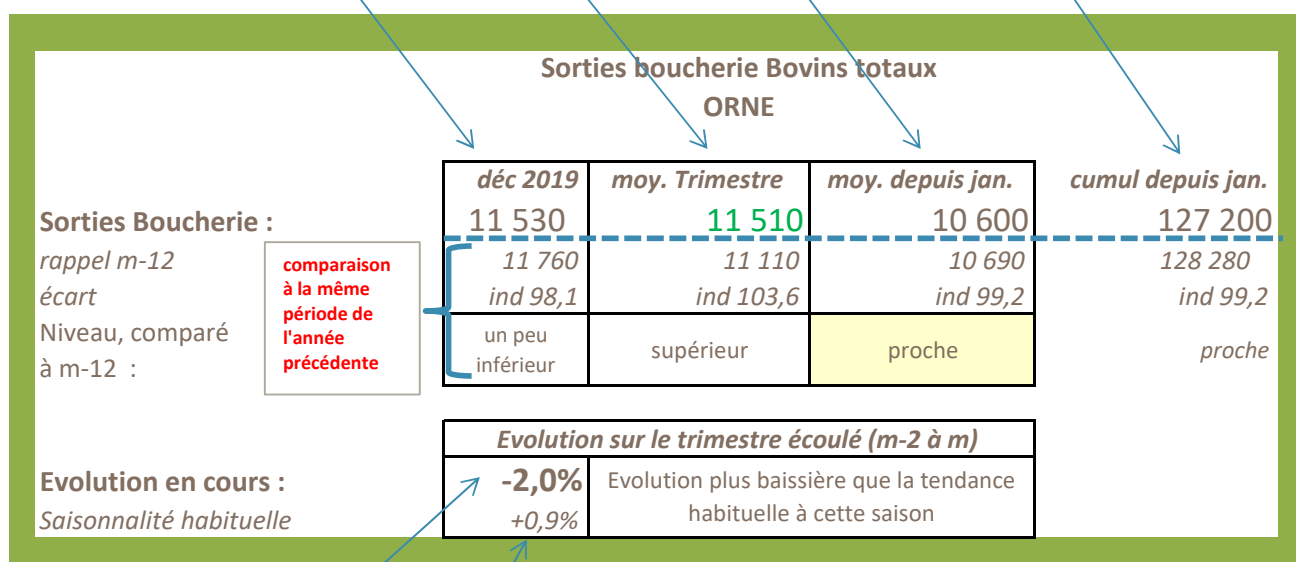 Sorties boucherie Bovins totaux
ORNE
déc 2019 moy. Trimestre moy. depuis jan. cumul depuis jan.
Sorties Boucherie : 11 530 11 510 10 600 127 200
rappel m-12 11 760 11 110 10 690 128 280
écart ind 98,1 ind 103,6 ind 99,2 ind 99,2
comparaison
à la même
période de
l'année
précédente
Niveau, comparé
à m-12 :
un peu
inférieur
supérieur
proche
proche
Evolution sur le trimestre écoulé (m-2 à m)
Evolution en cours : -2,0%
Saisonnalité habituelle +0,9%
Evolution plus baissière que la tendance
habituelle à cette saison